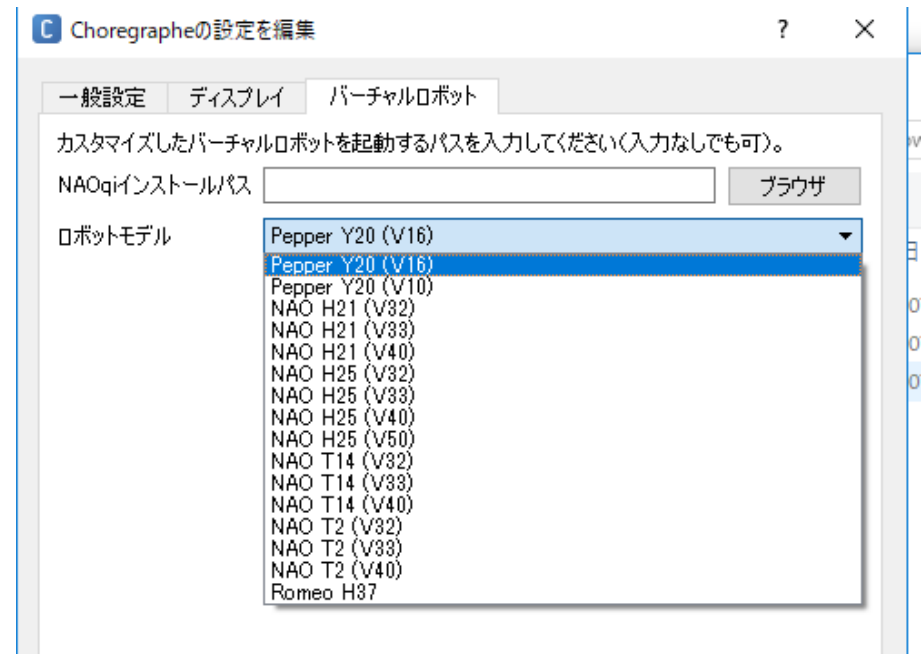 C Choregrapheの設定を編集 ? ×
一般設定 ディスプレイ バーチャルロボット
カスタマイズしたバーチャルロボットを起動するパスを入力してください(入力なしでも可)。
NAOqiインストールパス ブラウザ
ロボットモデル Pepper Y20 (V16)
Pepper Y20 (V16)
Pepper Y20 (V10)
NAO H21 (V32)
NAO H21 (V33)
NAO H21 (V40)
NAO H25 (V32)
NAO H25 (V33)
NAO H25 (V40)
NAO H25 (V50)
NAO T14 (V32)
NAO T14 (V33)
NAO T14 (V40)
NAO T2 (V32)
NAO T2 (V33)
NAO T2 (V40)
Romeo H37